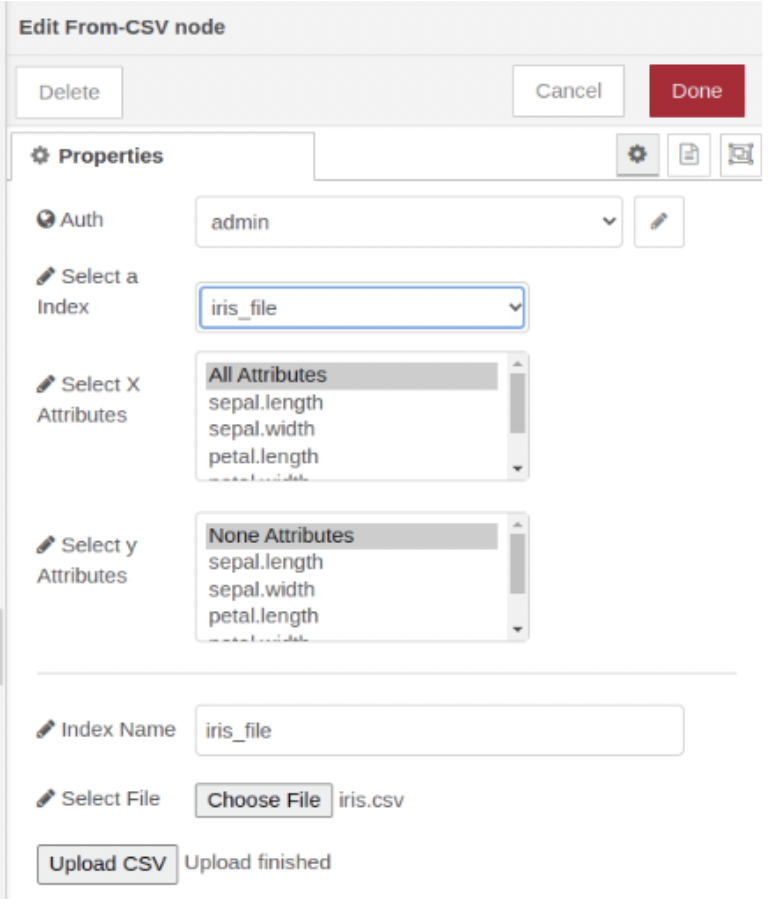 Edit From-CSV node
Delete
Cancel
Done
Properties
Auth
admin
Select a
Index
iris_file
Select X
Attributes
All Attributes
sepal.length
sepal.width
petal.length
Select y
Attributes
None Attributes
sepal.length
sepal.width
petal.length
Index Name
iris_file
Select File
Choose File iris.csv
Upload CSV Upload finished